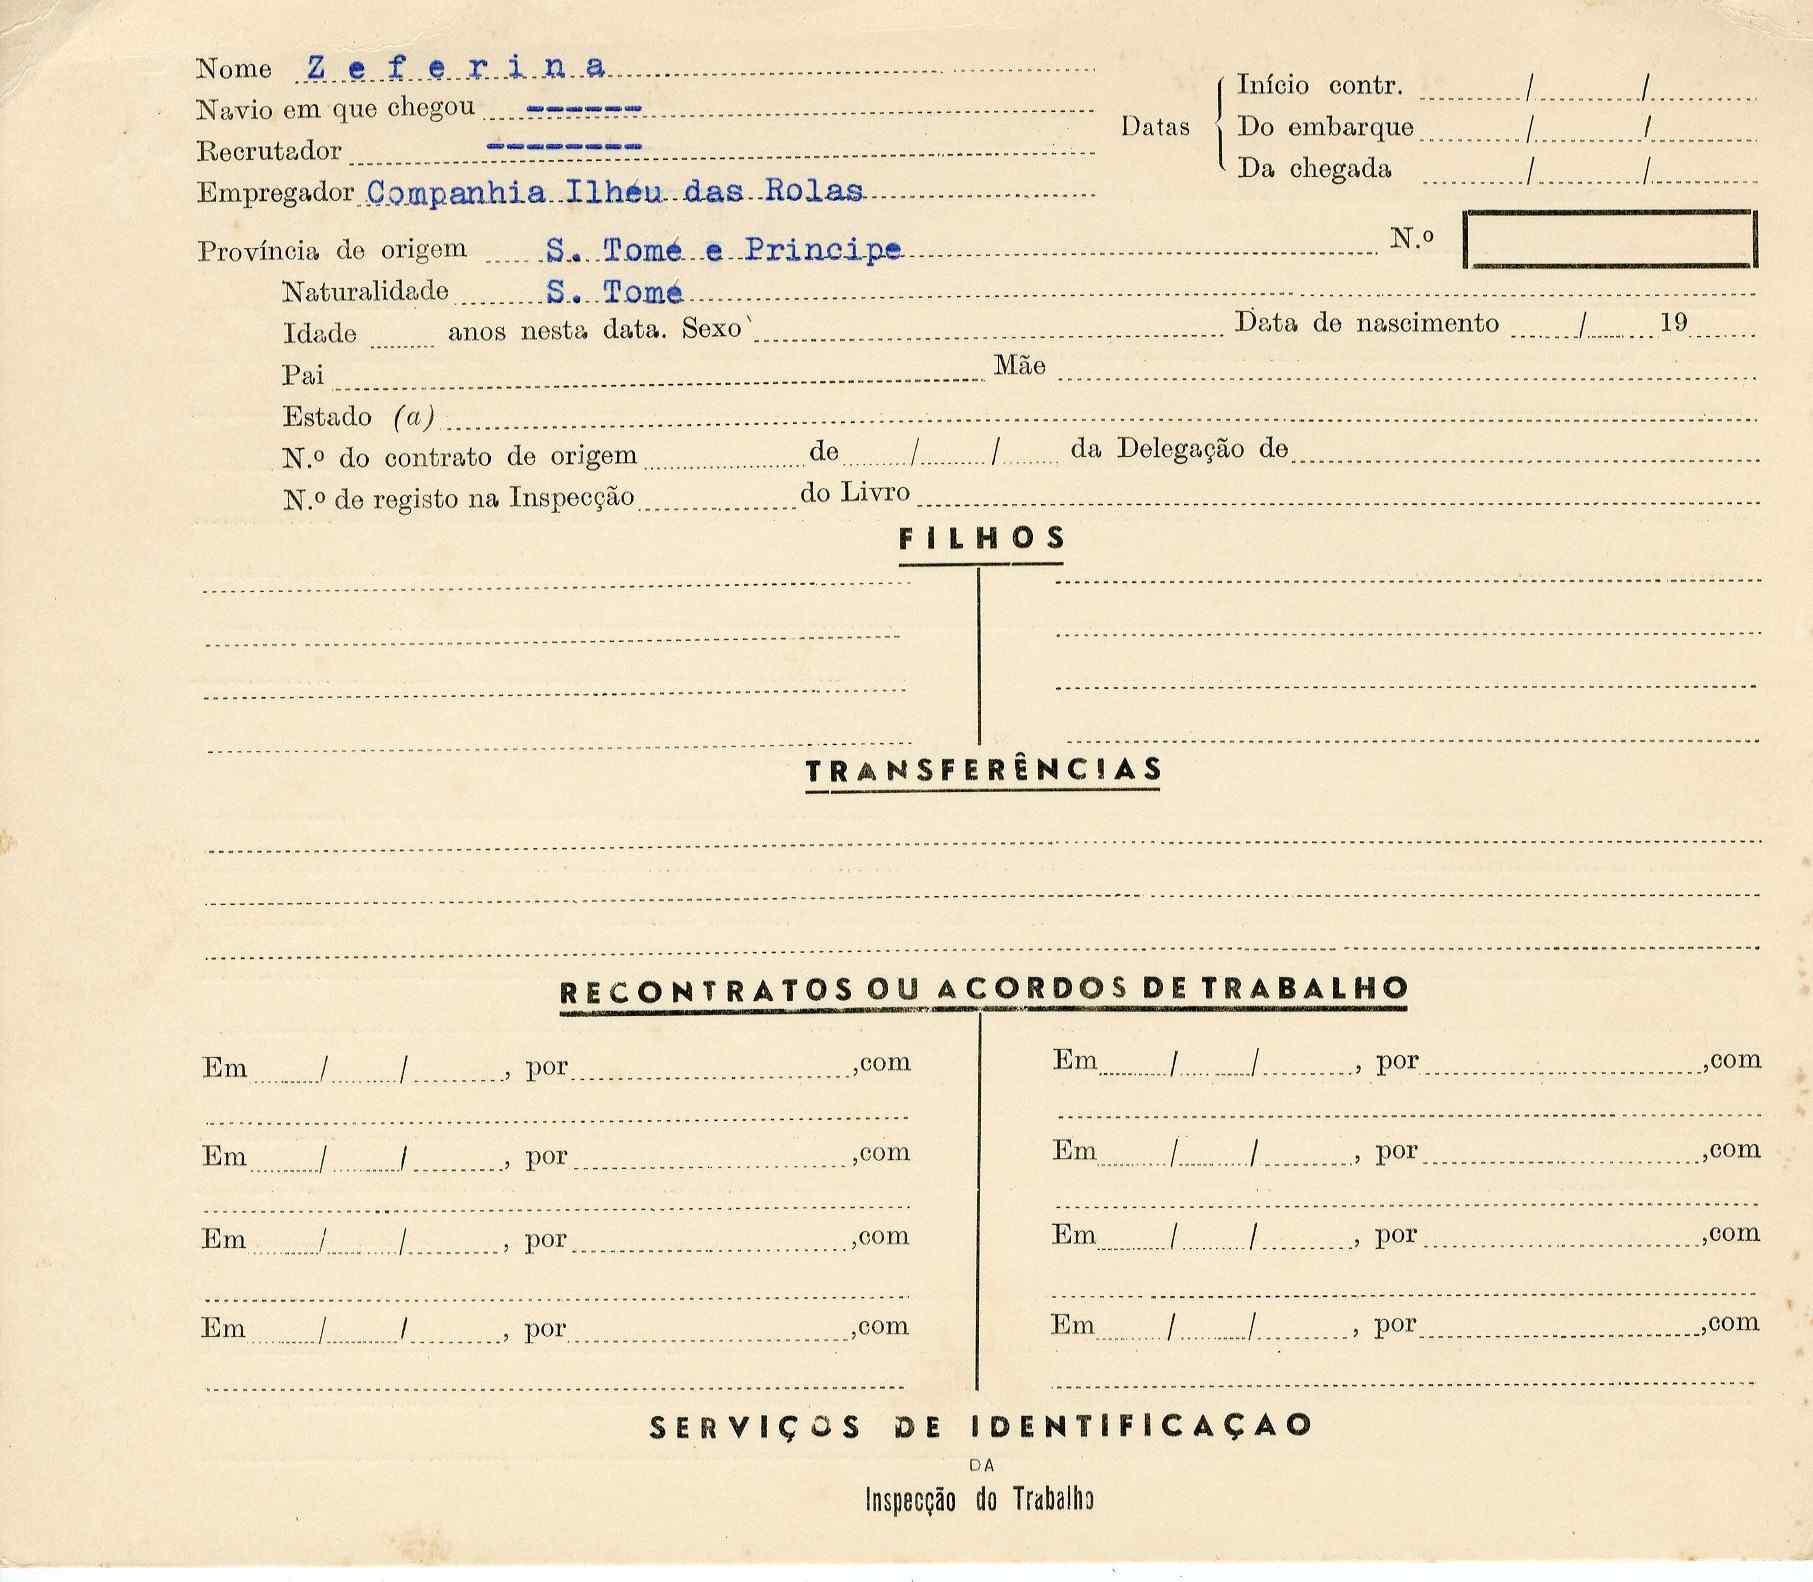 Nome Zeferina
Navio em que chegou ------
Recrutador --------
Empregador Companhia Ilhéu das Rolas
Datas
Início contr. / /
Do embarque / /
Da chegada / /
Província de origem S. Tomé e Principe N.º
Naturalidade S. Tomé
Idade anos nesta data. Sexo Data de nascimento / 19
Pai Mãe
Estado (a)
N.º do contrato de origem de / / da Delegação de
N.º de registo na Inspecção do Livro
FILHOS
TRANSFERÊNCIAS
RECONTRATOS OU ACORDOS DE TRABALHO
Em / / , por ,com
Em / / , por ,com
Em / / , por ,com
Em / / , por ,com
Em / / , por ,com
Em / / , por ,com
Em / / , por ,com
Em / / , por ,com
SERVIÇOS DE IDENTIFICAÇAO
DA
Inspecção do Trabalho